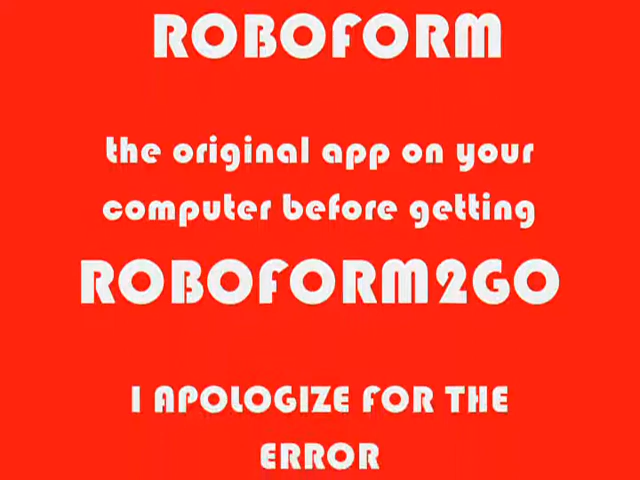 ROBOFORM
the original app on your
computer before getting
ROBOFORM2GO
I APOLOGIZE FOR THE
ERROR